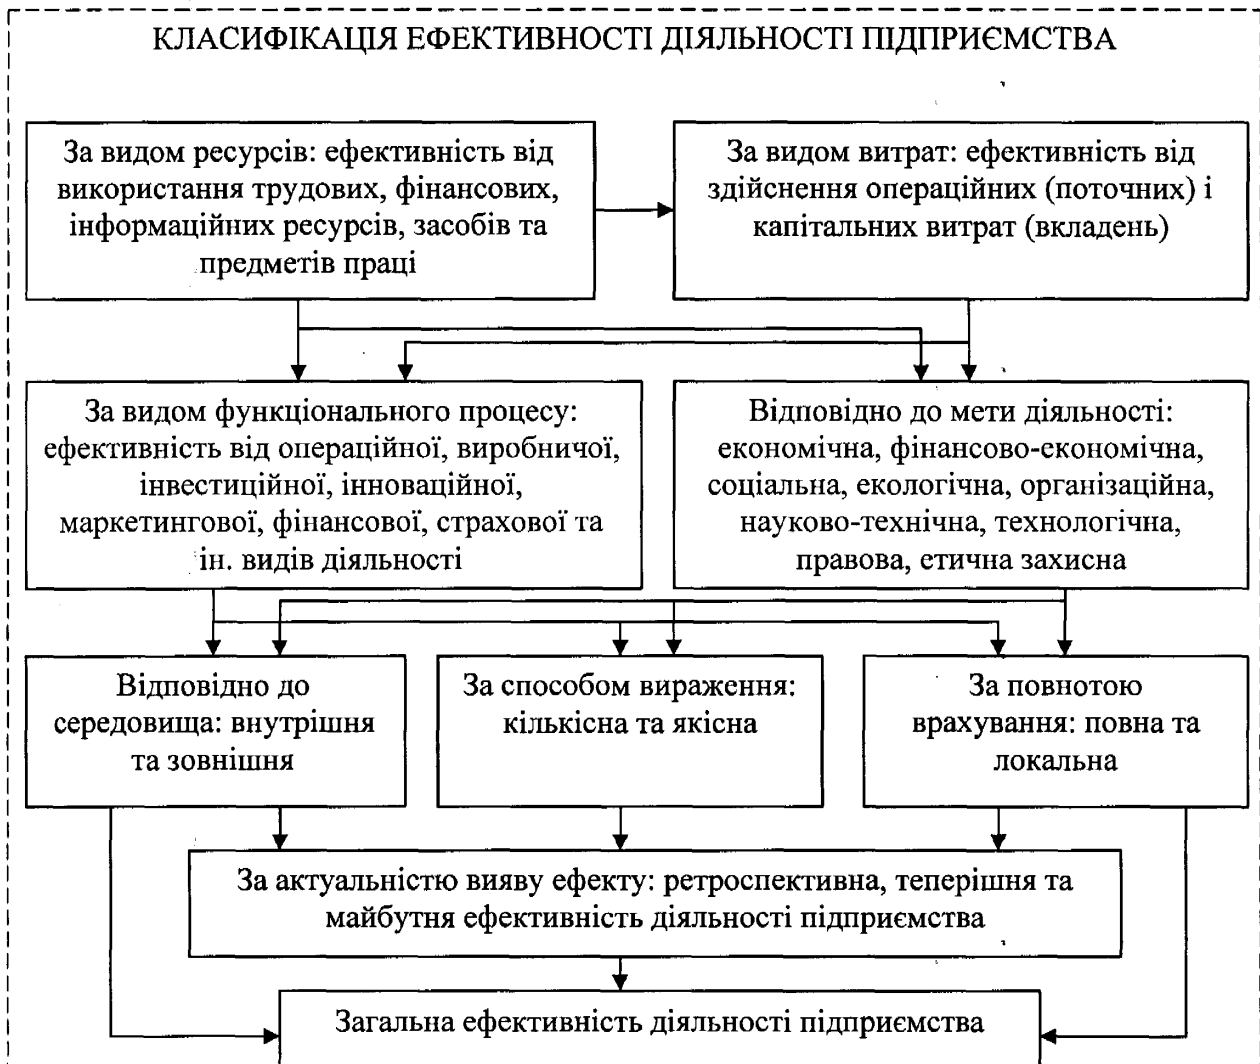 КЛАСИФІКАЦІЯ ЕФЕКТИВНОСТІ ДІЯЛЬНОСТІ ПІДПРИЄМСТВА
За видом ресурсів: ефективність від
використання трудових, фінансових,
інформаційних ресурсів, засобів та
предметів праці
За видом витрат: ефективність від
здійснення операційних (поточних) і
капітальних витрат (вкладень)
За видом функціонального процесу:
ефективність від операційної, виробничої,
інвестиційної, інноваційної,
маркетингової, фінансової, страхової та
ін. видів діяльності
Відповідно до мети діяльності:
економічна, фінансово-економічна,
соціальна, екологічна, організаційна,
науково-технічна, технологічна,
правова, етична захисна
Відповідно до
середовища: внутрішня
та зовнішня
За способом вираження:
кількісна та якісна
За повнотою
врахування: повна та
локальна
За актуальністю вияву ефекту: ретроспективна, теперішня та
майбутня ефективність діяльності підприємства
Загальна ефективність діяльності підприємства